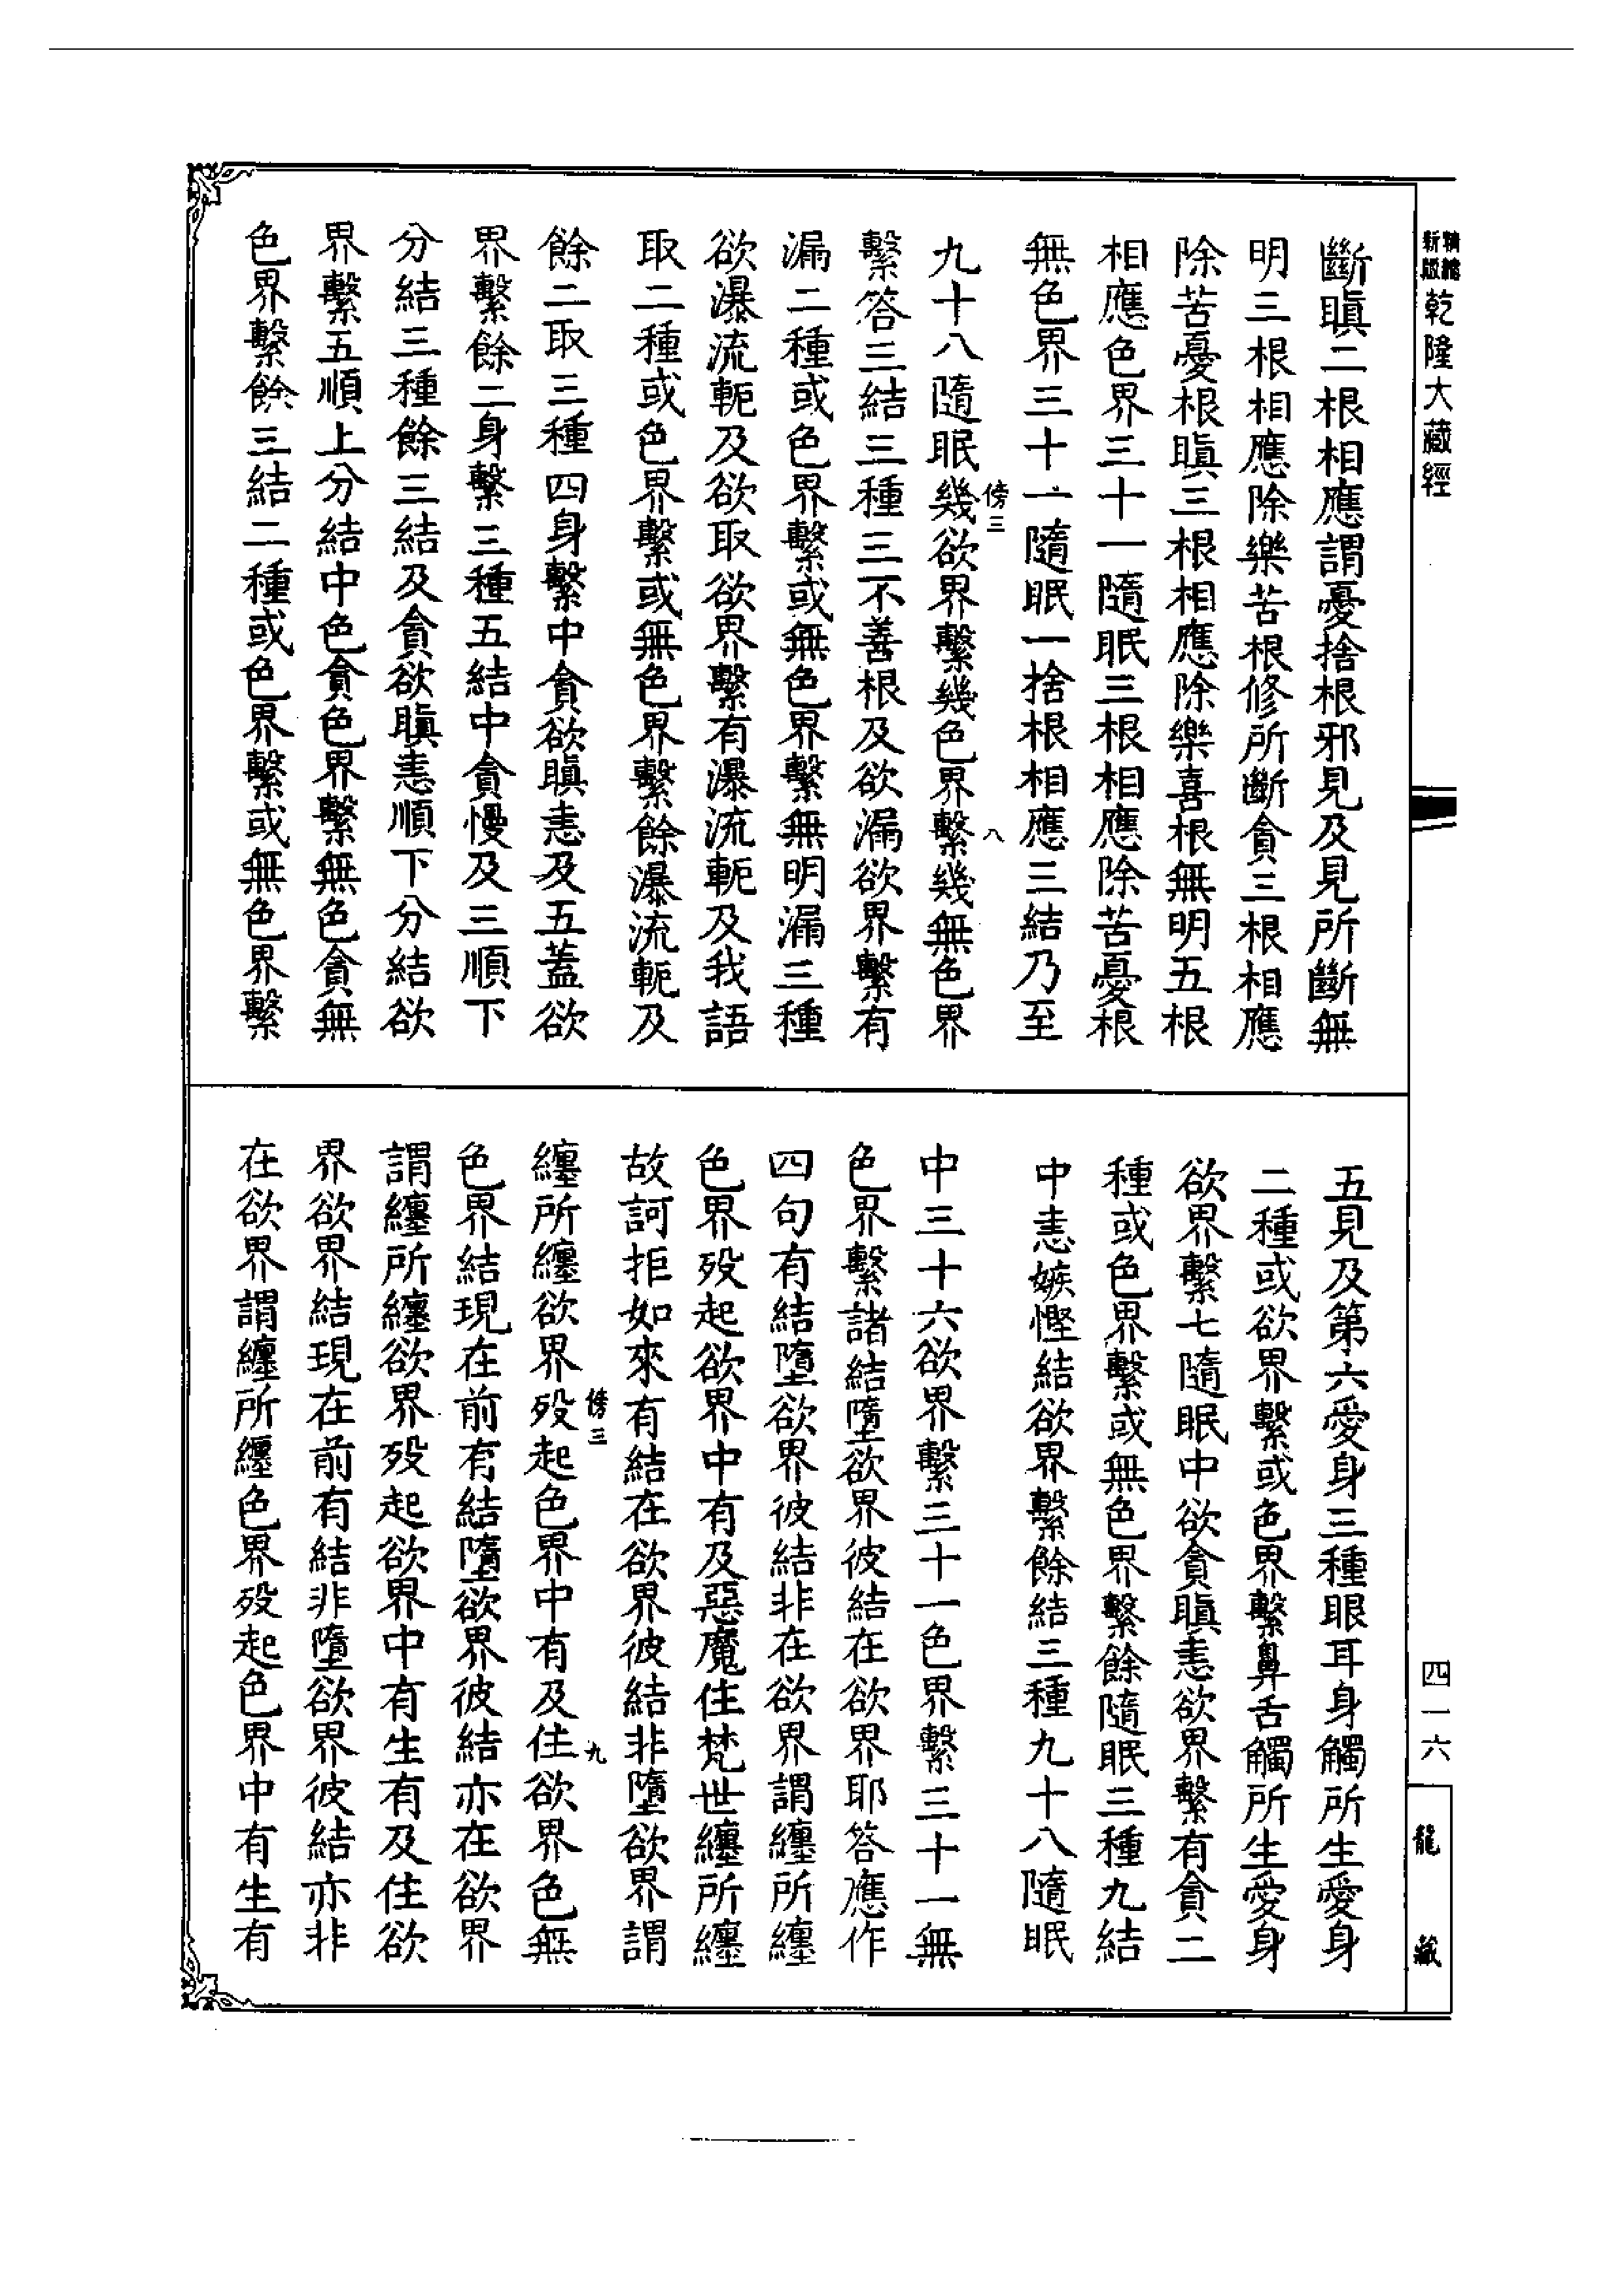 精縮
新版
乾隆大藏經
斷瞋二根相應謂憂捨根邪見及見所斷無
明三根相應除樂苦根修所斷貪三根相應
除苦憂根瞋三根相應除樂喜根無明五根
相應色界三十一隨眠三根相應除苦憂根
無色界三十一隨眠一捨根相應三結乃至
傍三
八
九十八隨眠幾欲界繫幾色界繫幾無色界
繫答三結三種三不善根及欲漏欲界繫有
漏二種或色界繫或無色界繫無明漏三種
欲瀑流軛及欲取欲界繫有瀑流軛及我語
取二種或色界繫或無色界繫餘瀑流軛及
餘二取三種四身繫中貪欲瞋恚及五蓋欲
界繫餘二身繫三種五結中貪慢及三順下
分結三種餘三結及貪欲瞋恚順下分結欲
界繫五順上分結中色貪色界繫無色貪無
色界繫餘三結二種或色界繫或無色界繫
五見及第六愛身三種眼耳身觸所生愛身
二種或欲界繫或色界繫鼻舌觸所生愛身
欲界繫七隨眠中欲貪瞋恚欲界繫有貪二
種或色界繫或無色界繫餘隨眠三種九結
中恚嫉慳結欲界繫餘結三種九十八隨眠
中三十六欲界繫三十一色界繫三十一無
色界繫諸結墮欲界彼結在欲界耶答應作
四句有結墮欲界彼結非在欲界謂纏所纏
色界歿起欲界中有及惡魔住梵世纏所纏
故訶拒如來有結在欲界彼結非墮欲界謂
傍三
九
纏所纏欲界歿起色界中有及住欲界色無
色界結現在前有結墮欲界彼結亦在欲界
謂纏所纏欲界歿起欲界中有生有及住欲
界欲界結現在前有結非墮欲界彼結亦非
在欲界謂纏所纏色界歿起色界中有生有
四一六
龍藏